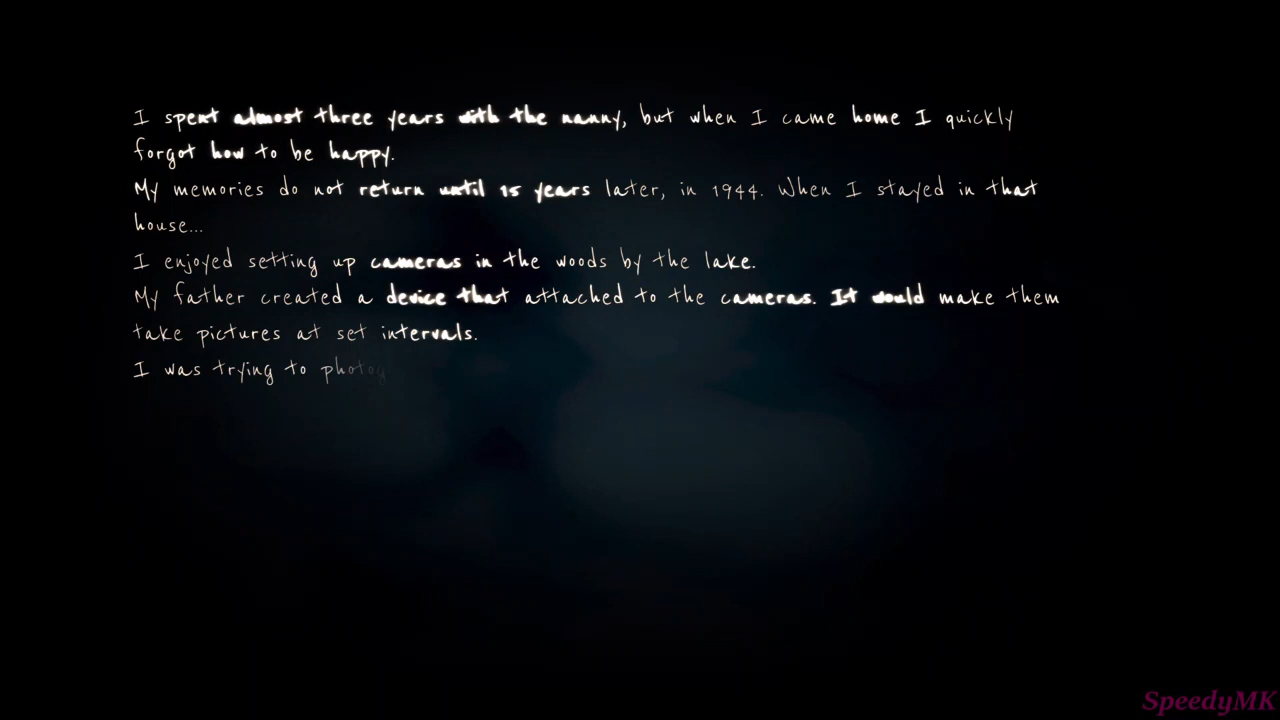 I spent almost three years with the nanny, but when I came home I quickly
forgot how to be happy.
My memories do not return until 15 years later, in 1944. When I stayed in that
house...
I enjoyed setting up cameras in the woods by the lake.
My father created a device that attached to the cameras. It would make them
take pictures at set intervals.
I was trying to photog
SpeedyMK